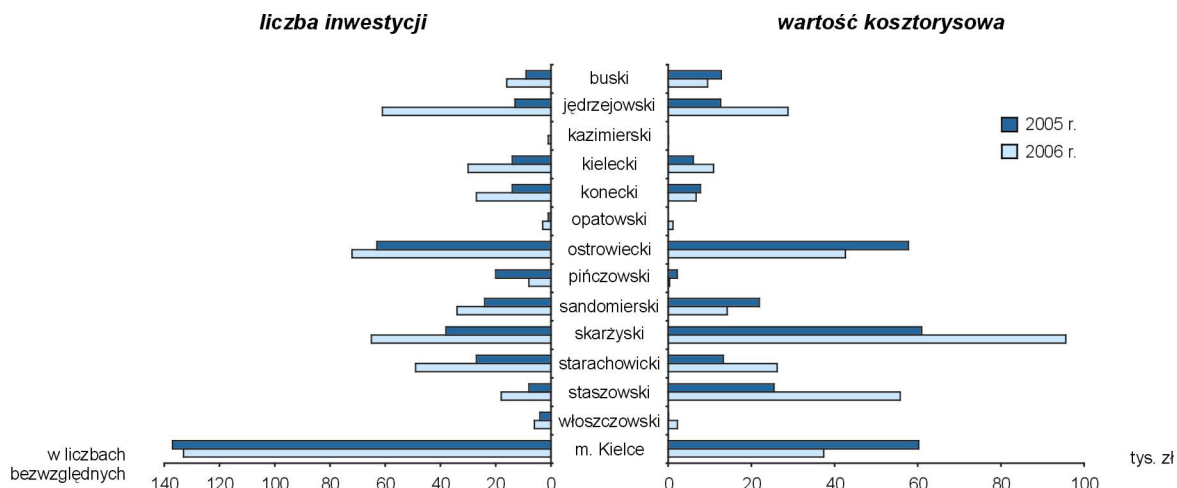 liczba inwestycji
wartość kosztorysowa
buski
jędrzejowski
kazimierski
kielecki
konecki
opatowski
ostrowiecki
pińczowski
sandomierski
skarżyski
starachowicki
staszowski
włoszczowski
m. Kielce
2005 r.
2006 r.
w liczbach
bezwzględnych
tys. zł
140 120 100 80 60 40 20 0
0 20 40 60 80 100